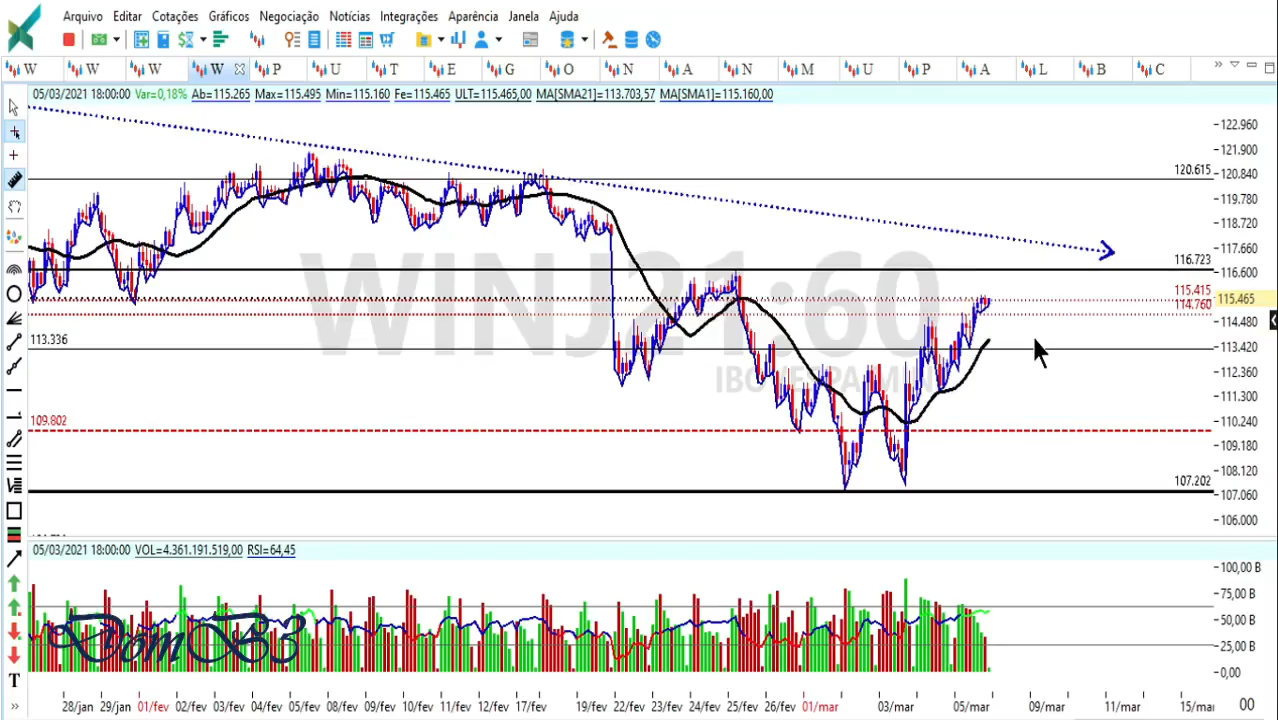 Arquivo Editar Cotações Gráficos Negociação Notícias Integrações Aparência Janela Ajuda
W W W W P U T E G O N A N M U P A L B C
05/03/2021 18:00:00 Var=0,18% Ab=115.265 Max=115.495 Min=115.160 Fe=115.465 ULT=115.465,00 MA[SMA21]=113.703,57 MA[SMA1]=115.160,00
122.960
121.900
120.615
120.840
119.780
118.720
117.660
116.723
116.600
115.415
115.465
114.760
114.480
113.336
113.420
112.360
111.300
109.802
110.240
109.180
108.120
107.202
107.060
106.000
WINJ21:60
05/03/2021 18:00:00 VOL=4.361.191.519,00 RSI=64,45
100,00 B
75,00 B
50,00 B
25,00 B
0,00
DomB3
T
28/jan 29/jan 01/fev 02/fev 03/fev 04/fev 05/fev 08/fev 09/fev 10/fev 11/fev 12/fev 17/fev 19/fev 22/fev 23/fev 24/fev 25/fev 26/fev 01/mar 03/mar 05/mar 09/mar 11/mar 15/mar 00